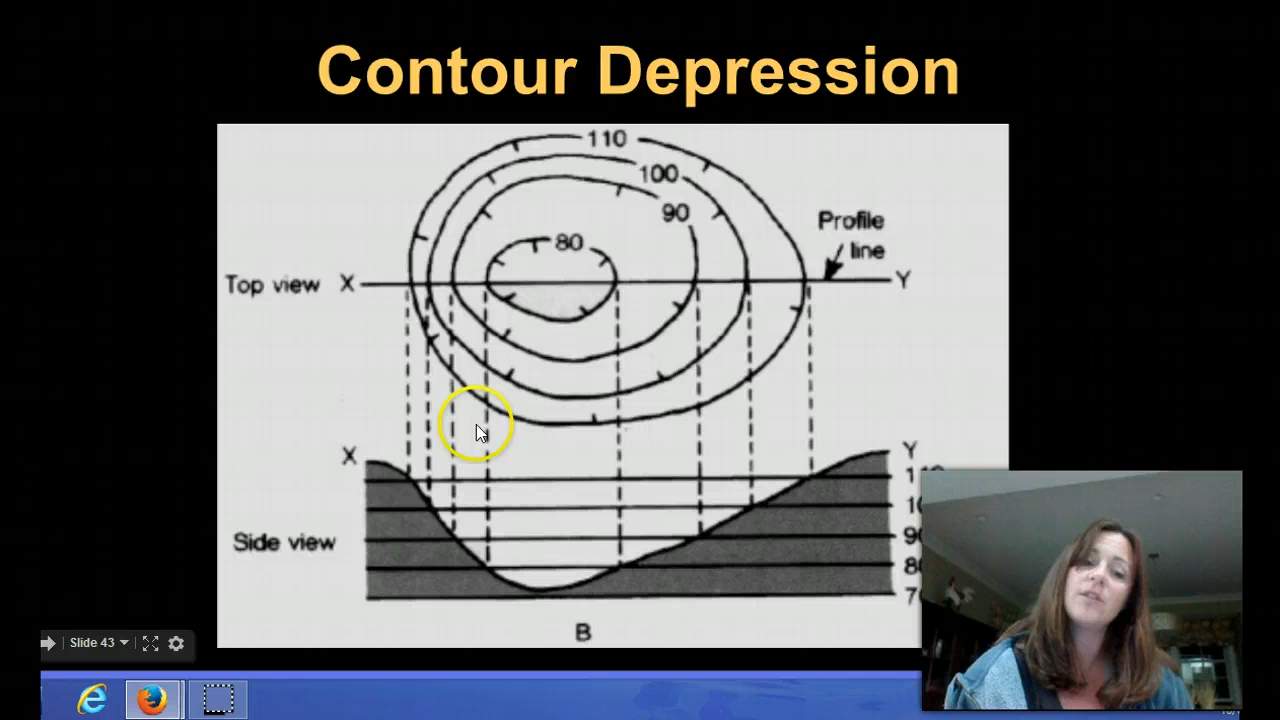 Contour Depression
110
100
90
80
Profile
line
Top view X
Y
X
Y
Side view
90
80
B
Slide 43